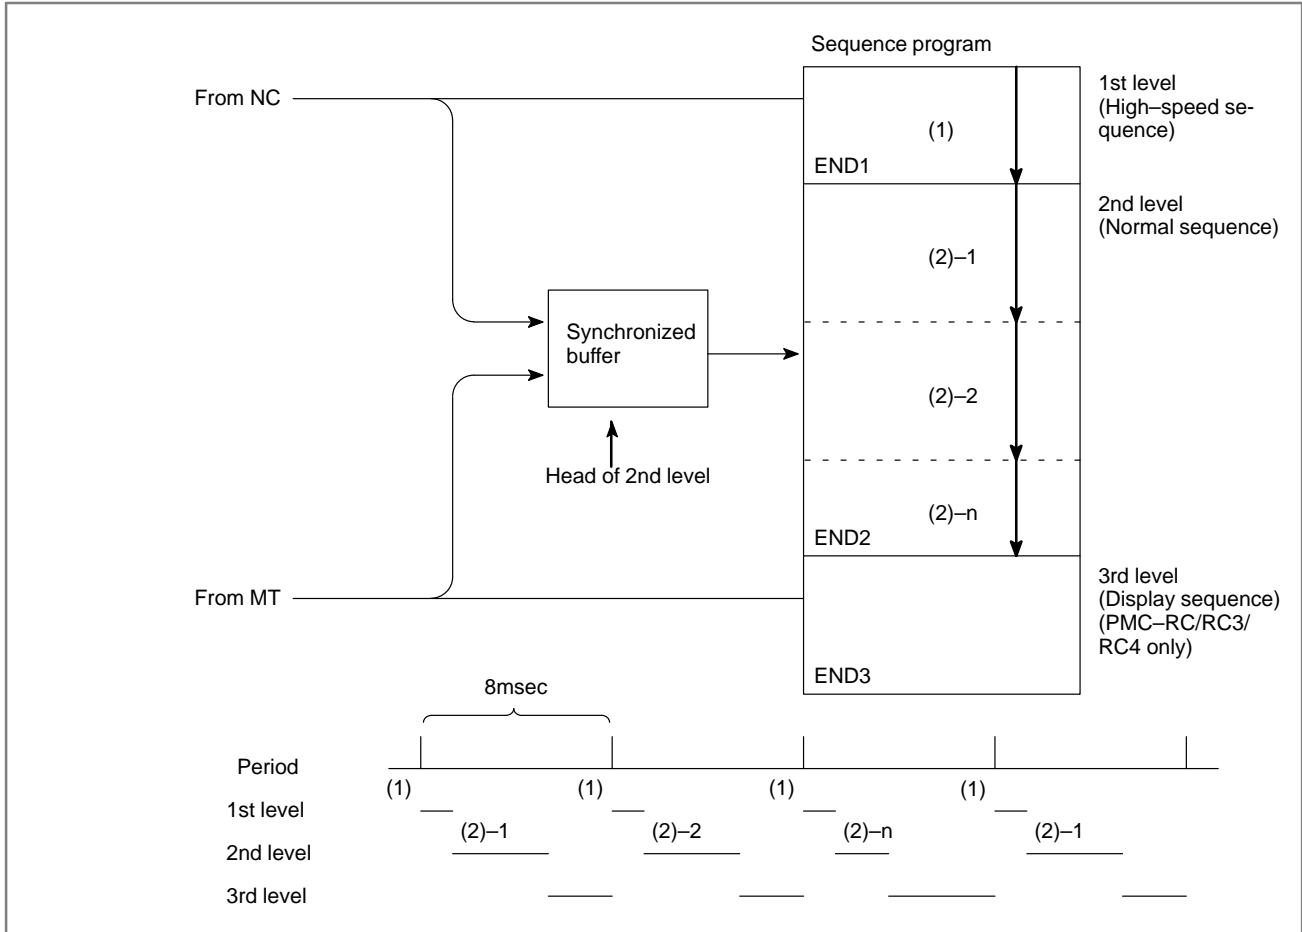 Sequence program
From NC
1st level
(High–speed se-
quence)
(1)
END1
2nd level
(Normal sequence)
(2)–1
Synchronized
buffer
(2)–2
Head of 2nd level
(2)–n
END2
From MT
3rd level
(Display sequence)
(PMC–RC/RC3/
RC4 only)
END3
8msec
Period
(1) (1) (1) (1)
1st level
(2)–1 (2)–2 (2)–n (2)–1
2nd level
3rd level